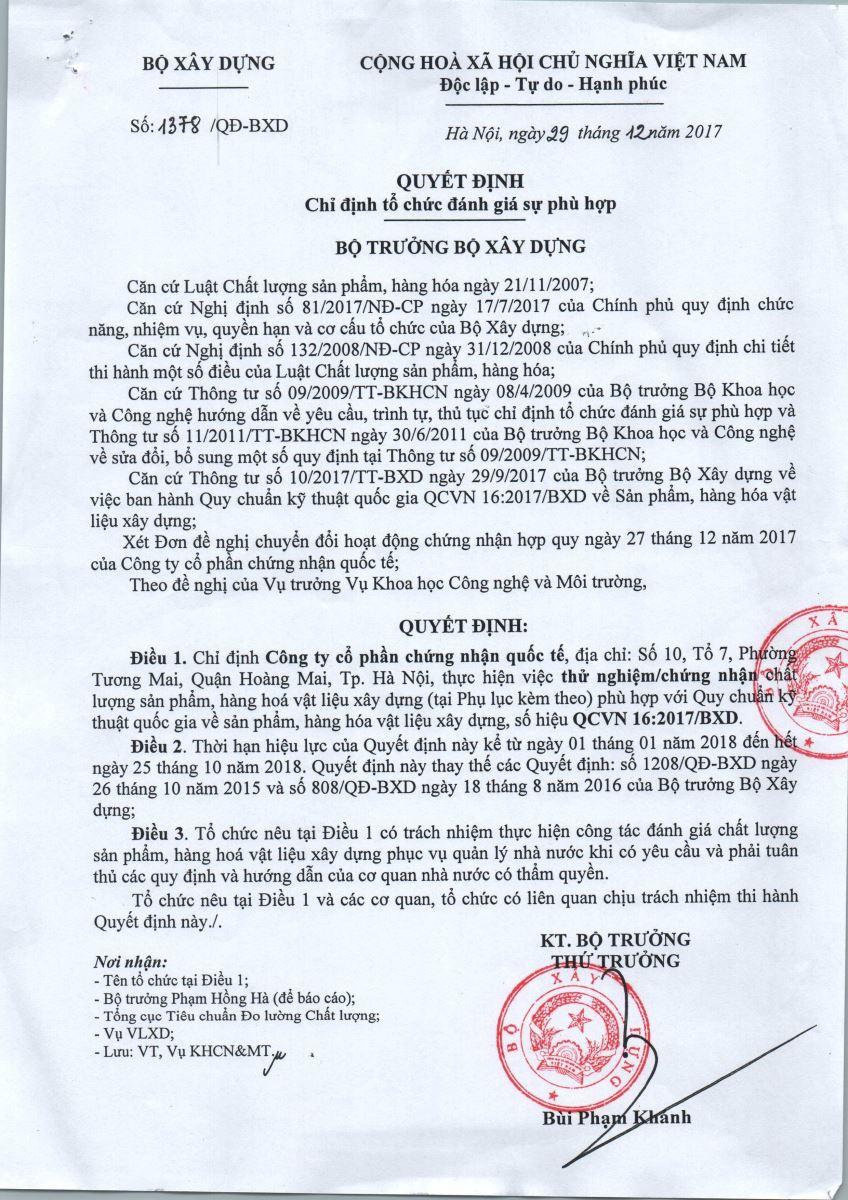 BỘ XÂY DỰNG
CỘNG HOÀ XÃ HỘI CHỦ NGHĨA VIỆT NAM
Độc lập - Tự do - Hạnh phúc
Số: 1378 /QĐ-BXD
Hà Nội, ngày 29 tháng 12 năm 2017
QUYẾT ĐỊNH
Chỉ định tổ chức đánh giá sự phù hợp
BỘ TRƯỞNG BỘ XÂY DỰNG
Căn cứ Luật Chất lượng sản phẩm, hàng hóa ngày 21/11/2007;
Căn cứ Nghị định số 81/2017/NĐ-CP ngày 17/7/2017 của Chính phủ quy định chức
năng, nhiệm vụ, quyền hạn và cơ cấu tổ chức của Bộ Xây dựng;
Căn cứ Nghị định số 132/2008/NĐ-CP ngày 31/12/2008 của Chính phủ quy định chi tiết
thi hành một số điều của Luật Chất lượng sản phẩm, hàng hóa;
Căn cứ Thông tư số 09/2009/TT-BKHCN ngày 08/4/2009 của Bộ trưởng Bộ Khoa học
và Công nghệ hướng dẫn về yêu cầu, trình tự, thủ tục chỉ định tổ chức đánh giá sự phù hợp và
Thông tư số 11/2011/TT-BKHCN ngày 30/6/2011 của Bộ trưởng Bộ Khoa học và Công nghệ
về sửa đổi, bổ sung một số quy định tại Thông tư số 09/2009/TT-BKHCN;
Căn cứ Thông tư số 10/2017/TT-BXD ngày 29/9/2017 của Bộ trưởng Bộ Xây dựng về
việc ban hành Quy chuẩn kỹ thuật quốc gia QCVN 16:2017/BXD về Sản phẩm, hàng hóa vật
liệu xây dựng;
Xét Đơn đề nghị chuyển đổi hoạt động chứng nhận hợp quy ngày 27 tháng 12 năm 2017
của Công ty cổ phần chứng nhận quốc tế;
Theo đề nghị của Vụ trưởng Vụ Khoa học Công nghệ và Môi trường,
QUYẾT ĐỊNH:
Điều 1. Chỉ định Công ty cổ phần chứng nhận quốc tế, địa chỉ: Số 10, Tổ 7, Phường
Tương Mai, Quận Hoàng Mai, Tp. Hà Nội, thực hiện việc thử nghiệm/chứng nhận chất
lượng sản phẩm, hàng hoá vật liệu xây dựng (tại Phụ lục kèm theo) phù hợp với Quy chuẩn kỹ
thuật quốc gia về sản phẩm, hàng hóa vật liệu xây dựng, số hiệu QCVN 16:2017/BXD.
Điều 2. Thời hạn hiệu lực của Quyết định này kể từ ngày 01 tháng 01 năm 2018 đến hết
ngày 25 tháng 10 năm 2018. Quyết định này thay thế các Quyết định: số 1208/QĐ-BXD ngày
26 tháng 10 năm 2015 và số 808/QĐ-BXD ngày 18 tháng 8 năm 2016 của Bộ trưởng Bộ Xây
dựng;
Điều 3. Tổ chức nêu tại Điều 1 có trách nhiệm thực hiện công tác đánh giá chất lượng
sản phẩm, hàng hoá vật liệu xây dựng phục vụ quản lý nhà nước khi có yêu cầu và phải tuân
thủ các quy định và hướng dẫn của cơ quan nhà nước có thẩm quyền.
Tổ chức nêu tại Điều 1 và các cơ quan, tổ chức có liên quan chịu trách nhiệm thi hành
Quyết định này./.
Nơi nhận:
- Tên tổ chức tại Điều 1;
- Bộ trưởng Phạm Hồng Hà (để báo cáo);
- Tổng cục Tiêu chuẩn Đo lường Chất lượng;
- Vụ VLXD;
- Lưu: VT, Vụ KHCN&MT
KT. BỘ TRƯỞNG
THỨ TRƯỞNG
BỘ XÂY DỰNG
Bùi Phạm Khánh